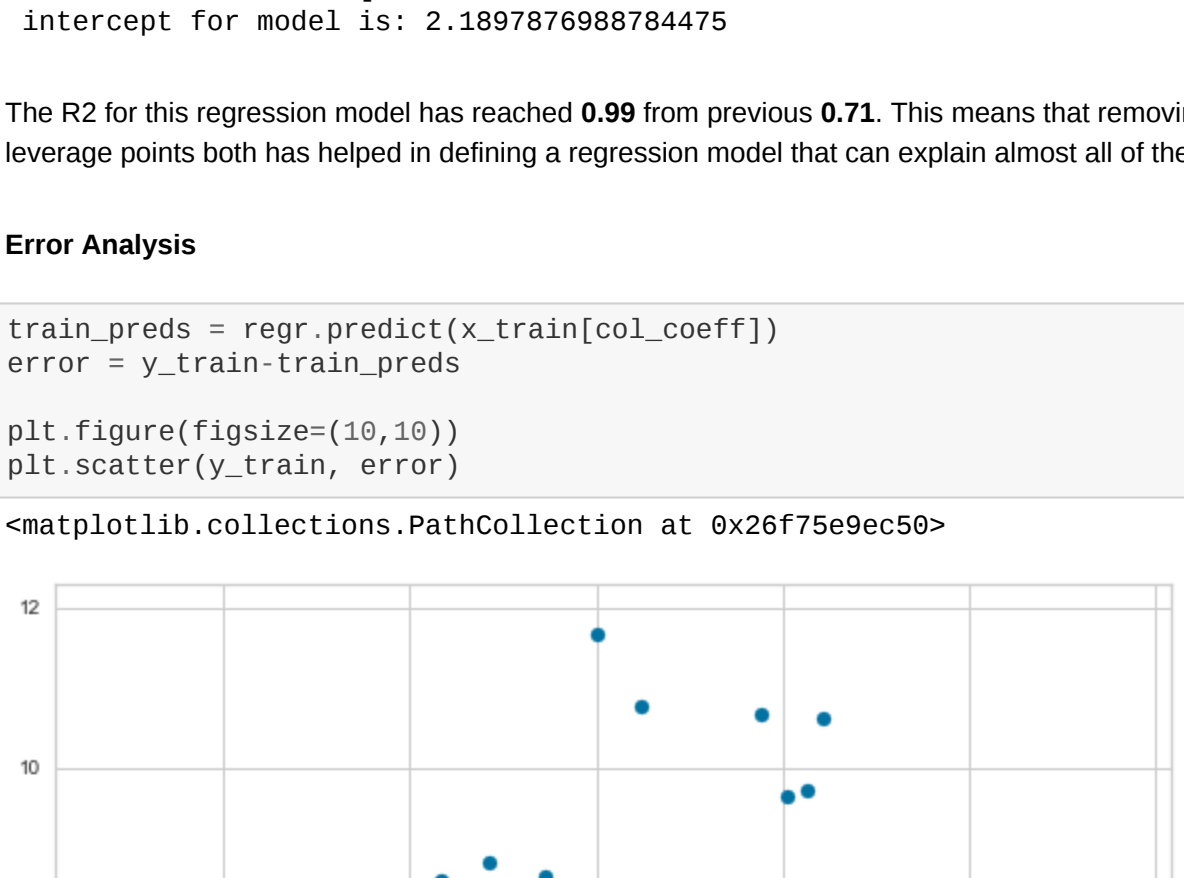 intercept for model is: 2.1897876988784475
The R2 for this regression model has reached 0.99 from previous 0.71. This means that
leverage points both has helped in defining a regression model that can explain almost all of the
Error Analysis
train_preds = regr.predict(x_train[col_coeff])
error = y_train-train_preds
plt.figure(figsize=(10,10))
plt.scatter(y_train, error)
<matplotlib.collections.PathCollection at 0x26f75e9ec50>
12
10